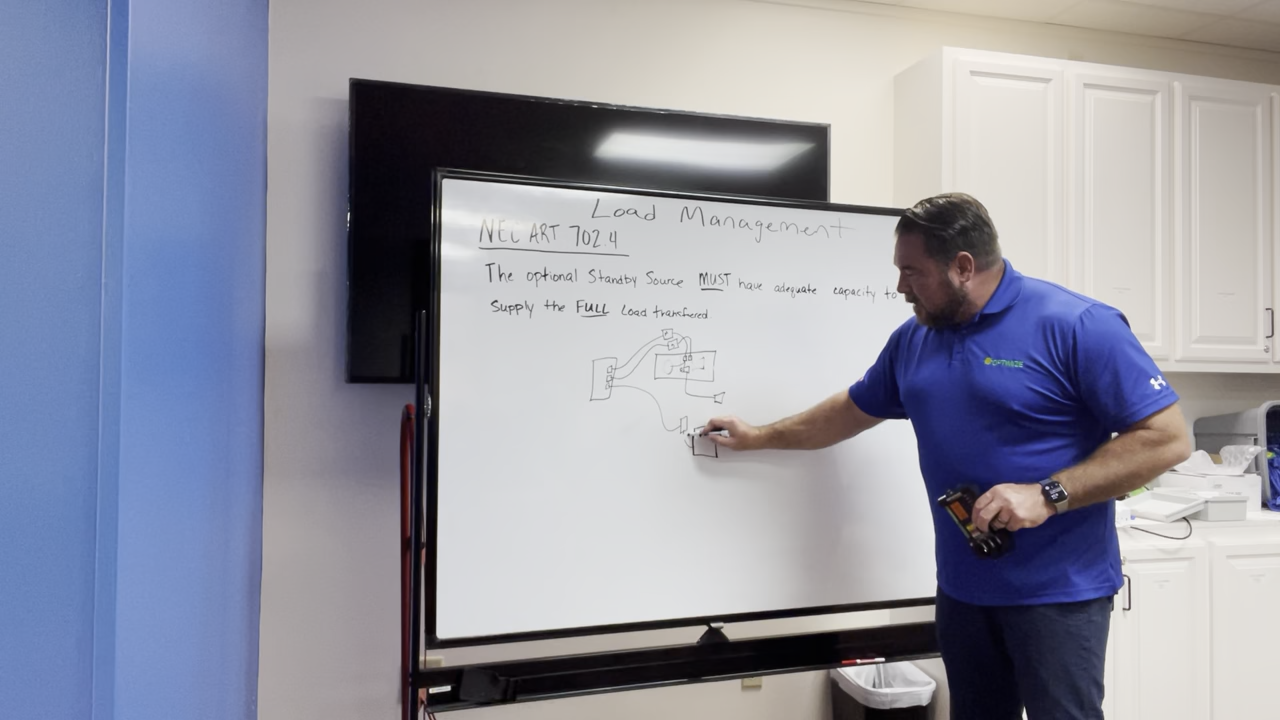 Load Management
NEC ART 702.4
The optional Standby Source MUST have adequate capacity to
Supply the FULL Load transfered